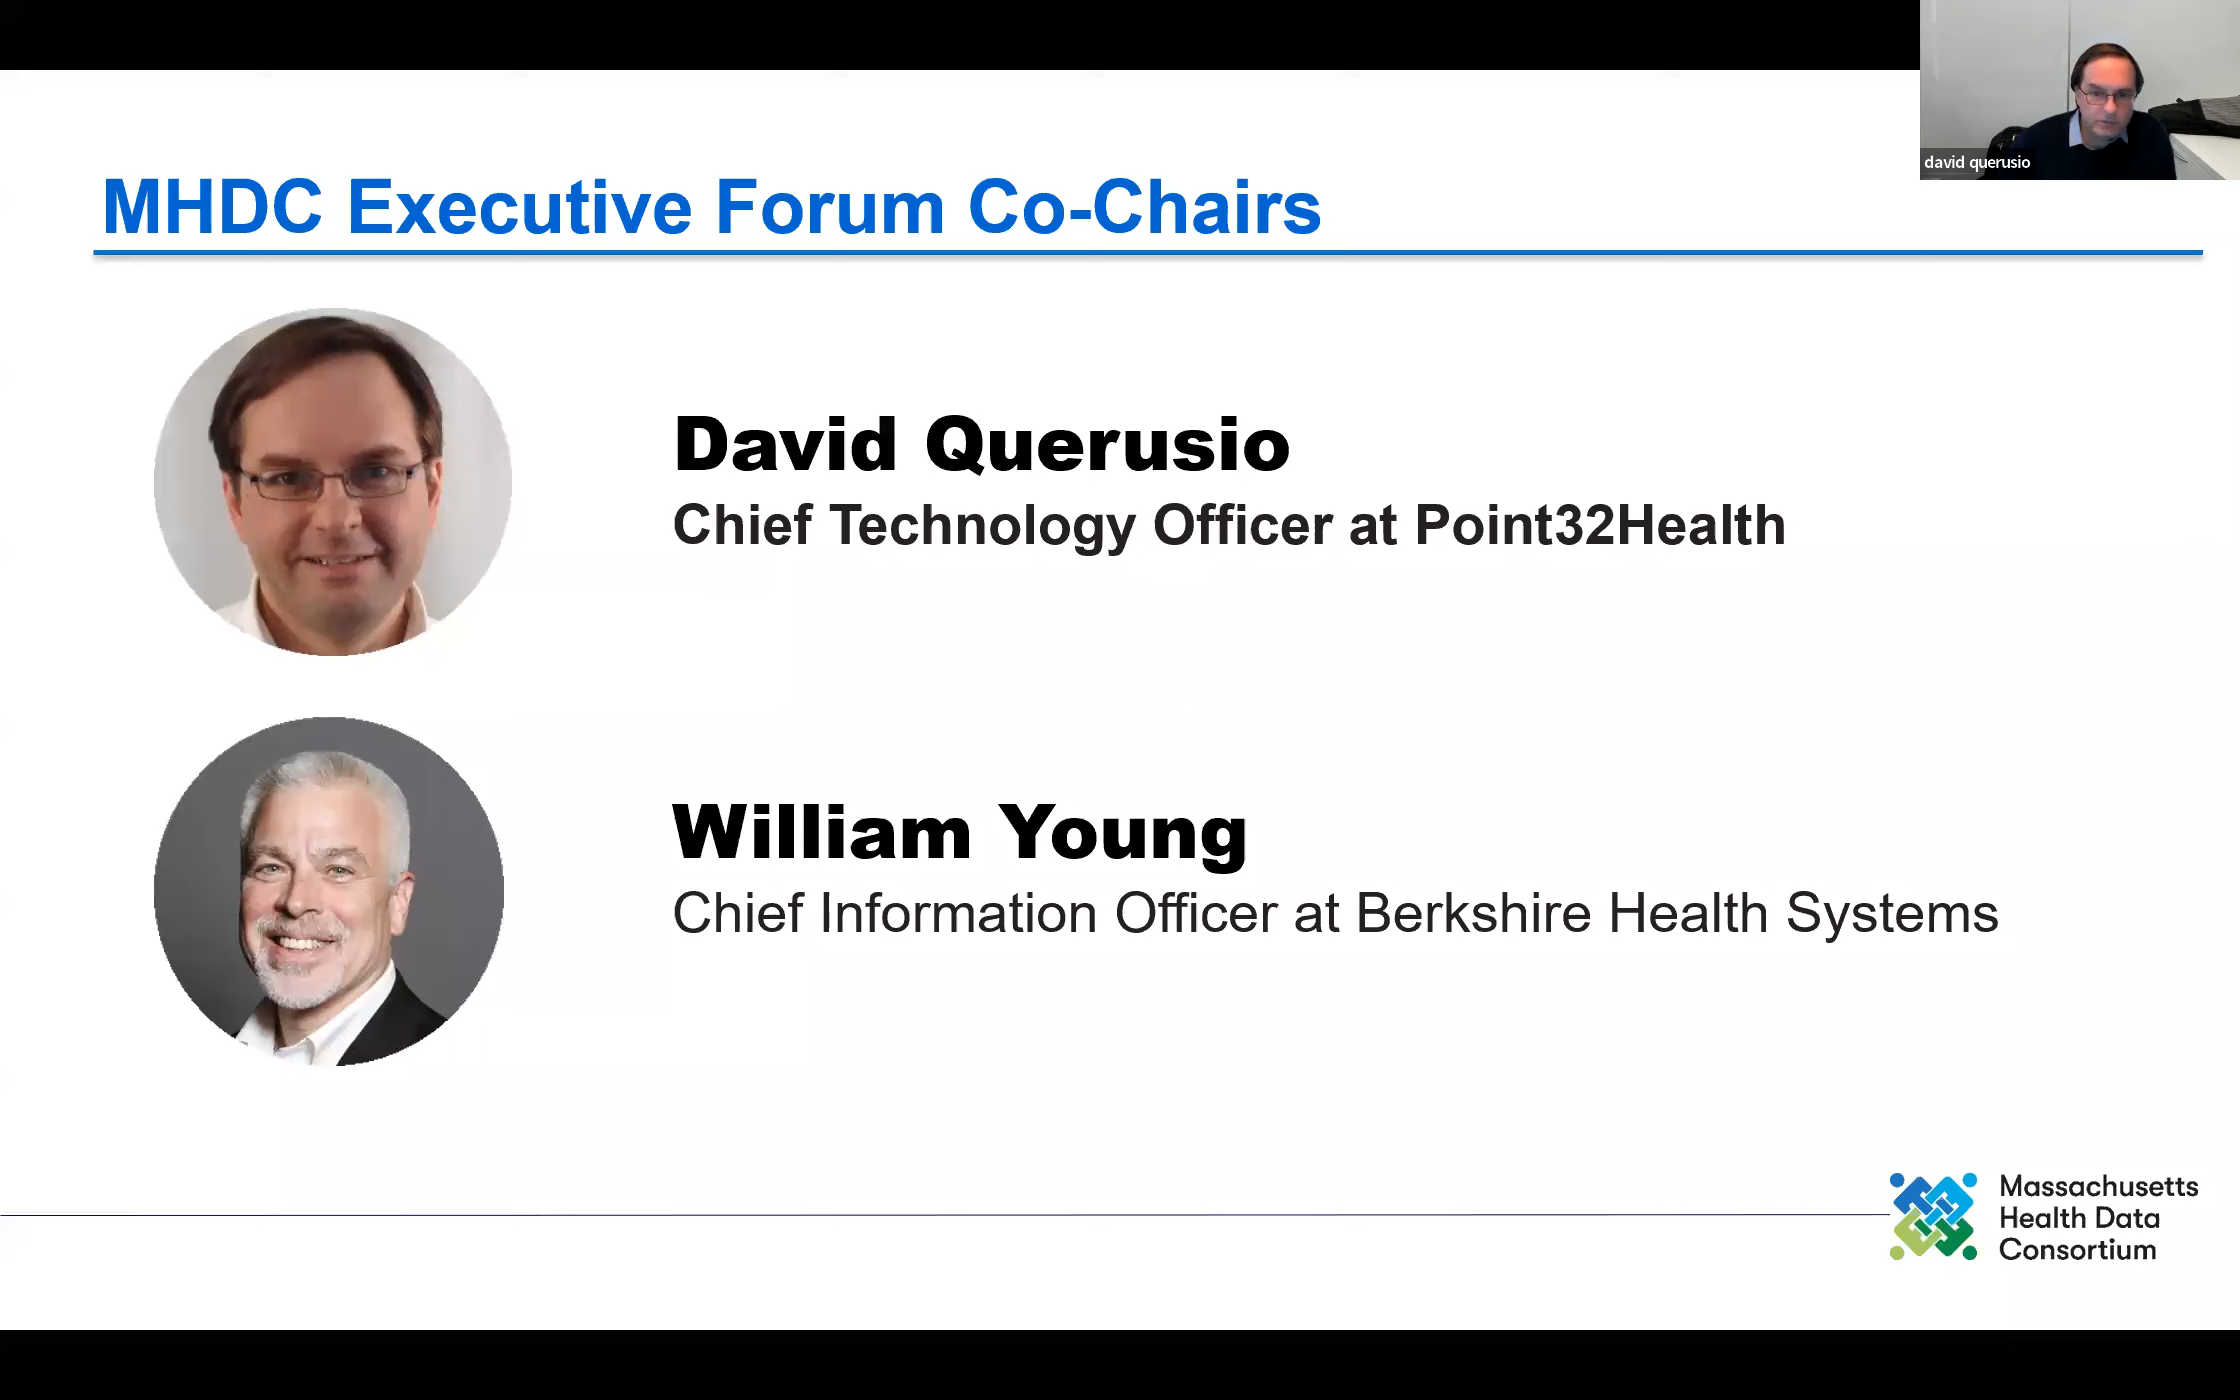 david querusio
MHDC Executive Forum Co-Chairs
David Querusio
Chief Technology Officer at Point32Health
William Young
Chief Information Officer at Berkshire Health Systems
Massachusetts
Health Data
Consortium